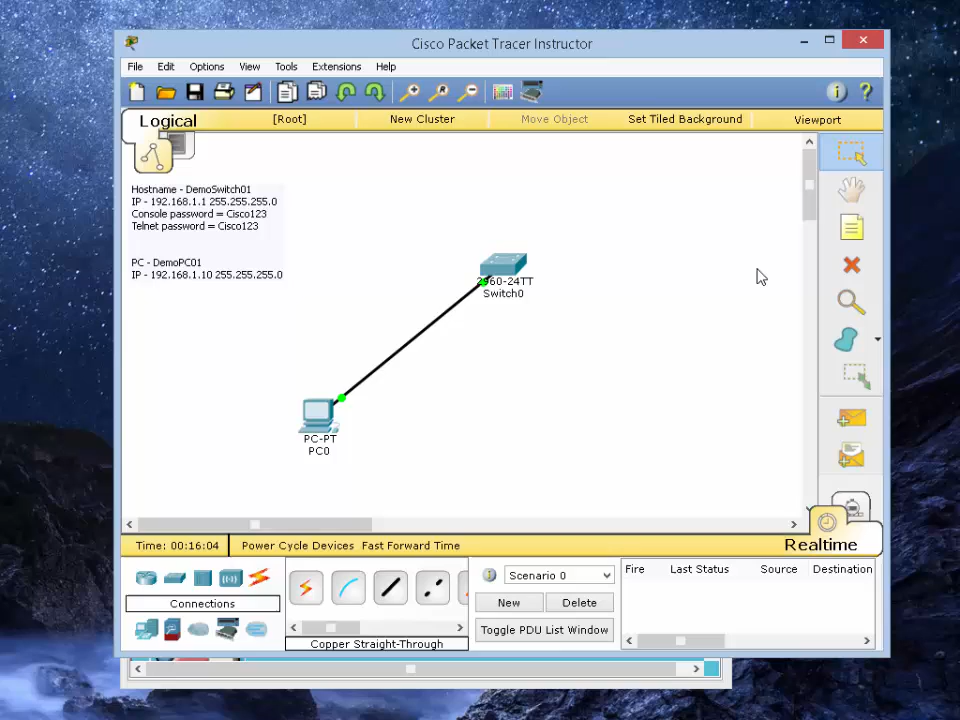 Cisco Packet Tracer Instructor
File Edit Options View Tools Extensions Help
Logical [Root] New Cluster Move Object Set Tiled Background Viewport
Hostname - DemoSwitch01
IP - 192.168.1.1 255.255.255.0
Console password = Cisco123
Telnet password = Cisco123
PC - DemoPC01
IP - 192.168.1.10 255.255.255.0
2960-24TT
Switch0
PC-PT
PC0
Time: 00:16:04 Power Cycle Devices Fast Forward Time
Realtime
Connections
Copper Straight-Through
Scenario 0
New Delete
Toggle PDU List Window
Fire Last Status Source Destination